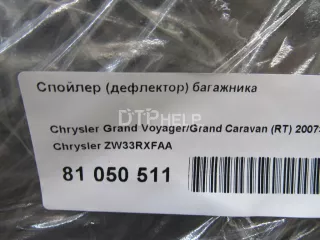 Спойлер (дефлектор) багажника
DTPHELP
Chrysler Grand Voyager/Grand Caravan (RT) 2007
Chrysler ZW33RXFAA
81 050 511